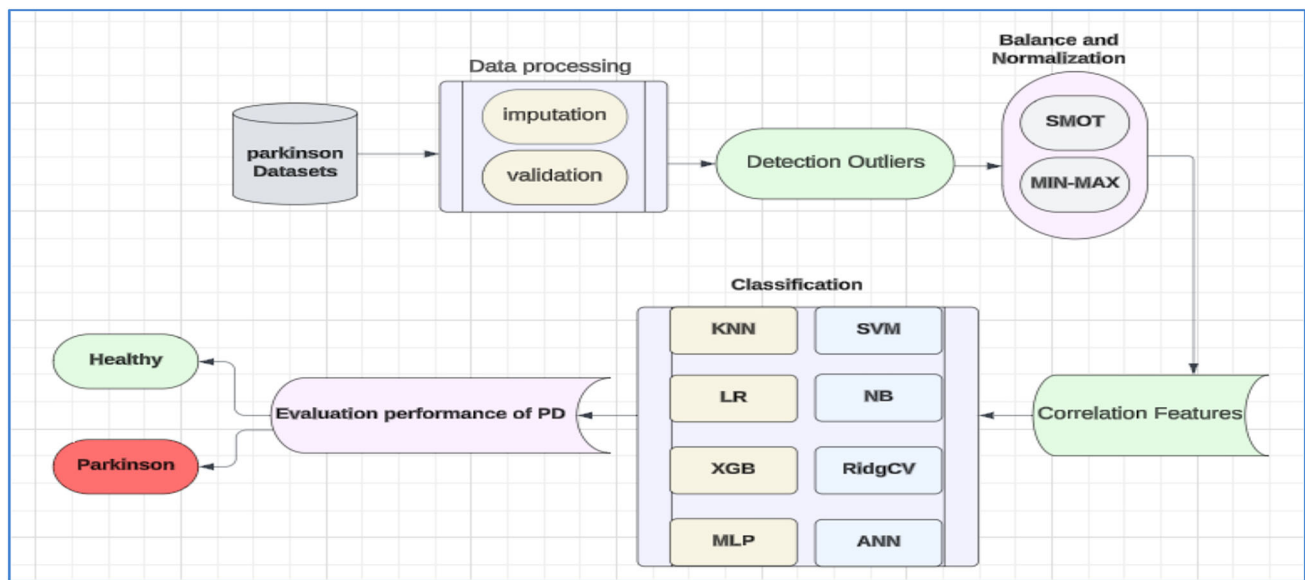 Data processing
imputation
validation
parkinson
Datasets
Detection Outliers
Balance and
Normalization
SMOT
MIN-MAX
Correlation Features
Classification
KNN
SVM
LR
NB
XGB
RidgCV
MLP
ANN
Evaluation performance of PD
Healthy
Parkinson